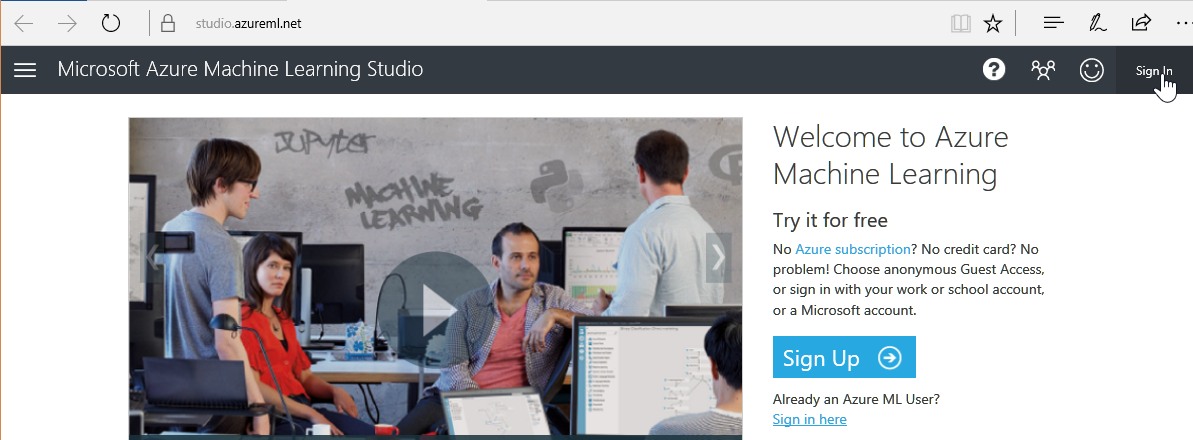 studio.azureml.net
Microsoft Azure Machine Learning Studio
?
Sign In
JUPYTER
MACHINE
LEARNING
R
Welcome to Azure
Machine Learning
Try it for free
No Azure subscription? No credit card? No
problem! Choose anonymous Guest Access,
or sign in with your work or school account,
or a Microsoft account.
Sign Up
Already an Azure ML User?
Sign in here